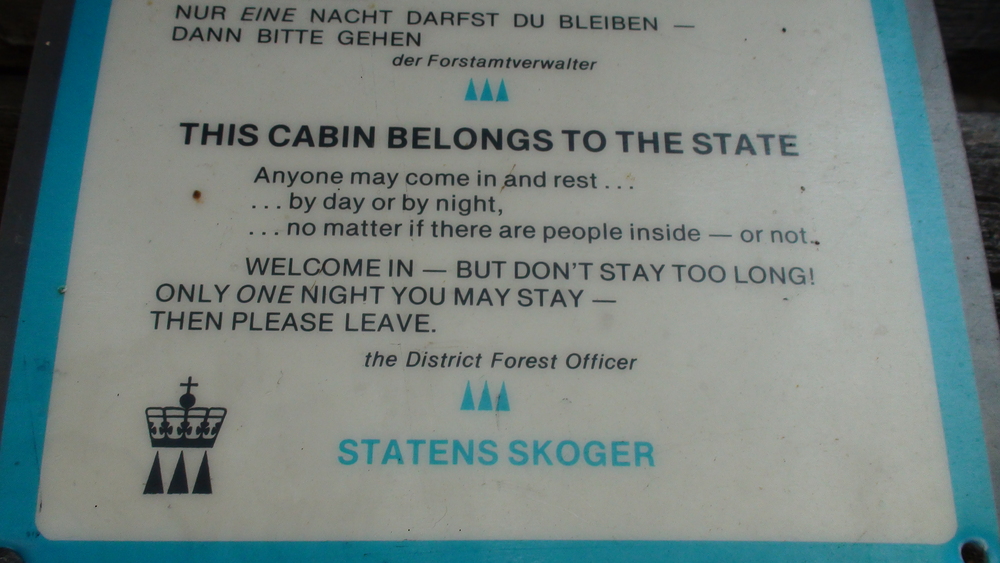 NUR EINE NACHT DARFST DU BLEIBEN —
DANN BITTE GEHEN
der Forstamtverwalter
THIS CABIN BELONGS TO THE STATE
Anyone may come in and rest . . .
. . . by day or by night,
. . . no matter if there are people inside — or not..
WELCOME IN — BUT DON'T STAY TOO LONG!
ONLY ONE NIGHT YOU MAY STAY —
THEN PLEASE LEAVE.
the District Forest Officer
STATENS SKOGER